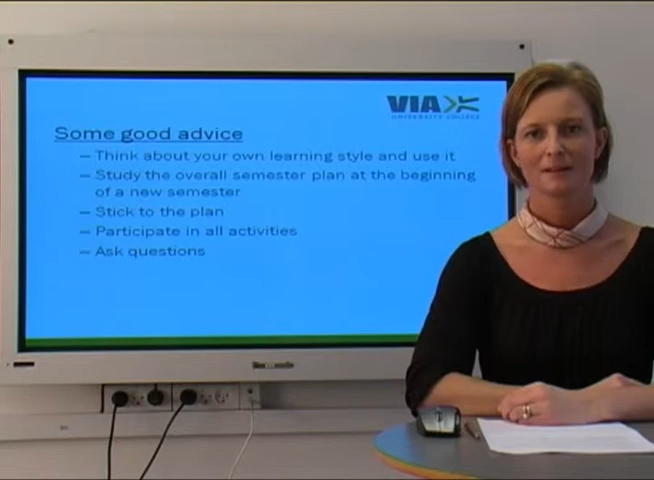 VIA
UNIVERSITY COLLEGE
Some good advice
– Think about your own learning style and use it
– Study the overall semester plan at the beginning
of a new semester
– Stick to the plan
– Participate in all activities
– Ask questions